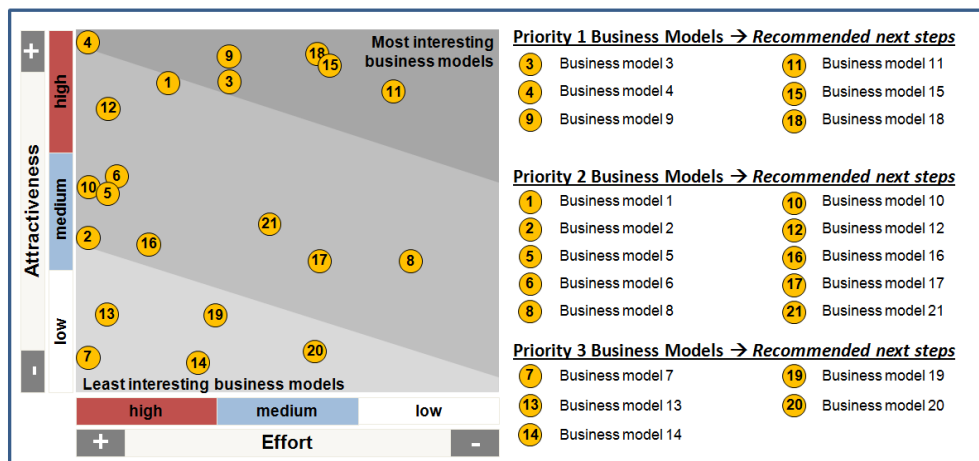 +
Attractiveness
-
high
medium
low
4
9
18
15
Most interesting
business models
1
3
11
12
6
10
5
21
2
16
17
8
13
19
7
14
20
Least interesting business models
high
medium
low
+
Effort
-
Priority 1 Business Models → Recommended next steps
3 Business model 3
11 Business model 11
4 Business model 4
15 Business model 15
9 Business model 9
18 Business model 18
Priority 2 Business Models → Recommended next steps
1 Business model 1
10 Business model 10
2 Business model 2
12 Business model 12
5 Business model 5
16 Business model 16
6 Business model 6
17 Business model 17
8 Business model 8
21 Business model 21
Priority 3 Business Models → Recommended next steps
7 Business model 7
19 Business model 19
13 Business model 13
20 Business model 20
14 Business model 14